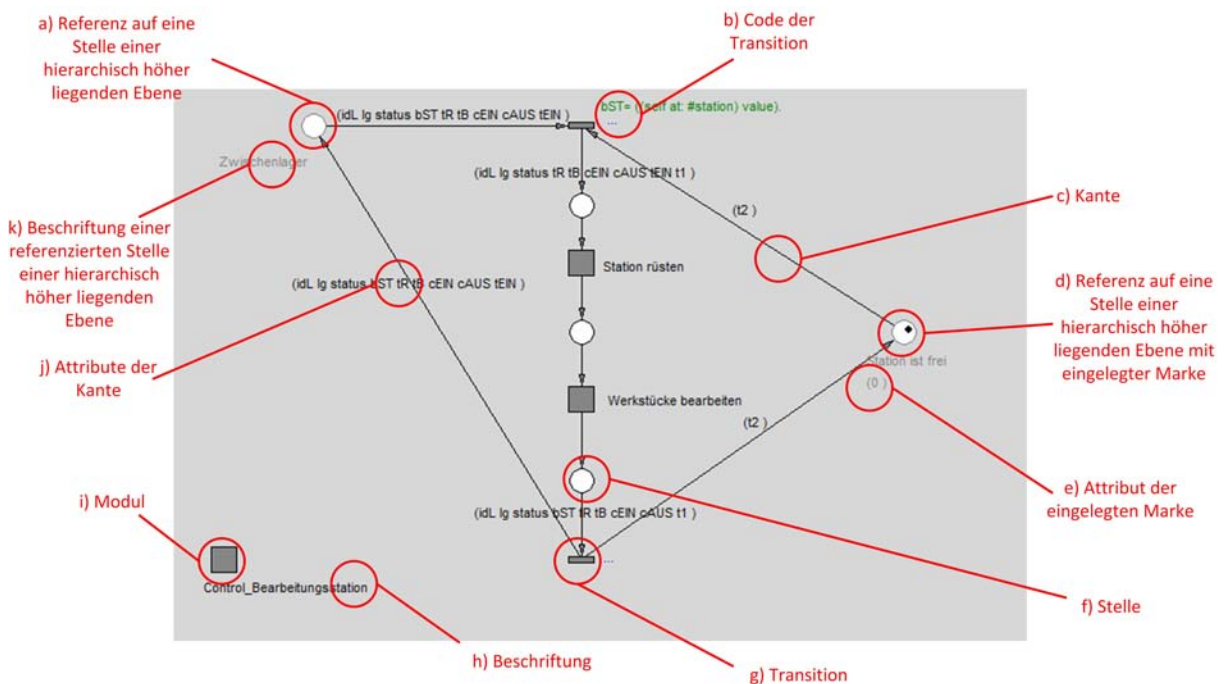 a) Referenz auf eine
Stelle einer
hierarchisch höher
liegenden Ebene
b) Code der
Transition
bST= ((self at: #station) value).
...
(idL lg status bST tR tB cEIN cAUS tEIN )
Zwischenlager
(idL lg status tR tB cEIN cAUS tEIN t1 )
(t2 )
c) Kante
k) Beschriftung einer
referenzierten Stelle
einer hierarchisch
höher liegenden
Ebene
Station rüsten
(idL lg status bST tR tB cEIN cAUS tEIN )
d) Referenz auf eine
Stelle einer
hierarchisch höher
liegenden Ebene mit
eingelegter Marke
Station ist frei
(0 )
j) Attribute der
Kante
Werkstücke bearbeiten
(t2 )
e) Attribut der
eingelegten Marke
i) Modul
(idL lg status bST tR tB cEIN cAUS t1 )
...
Control_Bearbeitungsstation
f) Stelle
h) Beschriftung
g) Transition